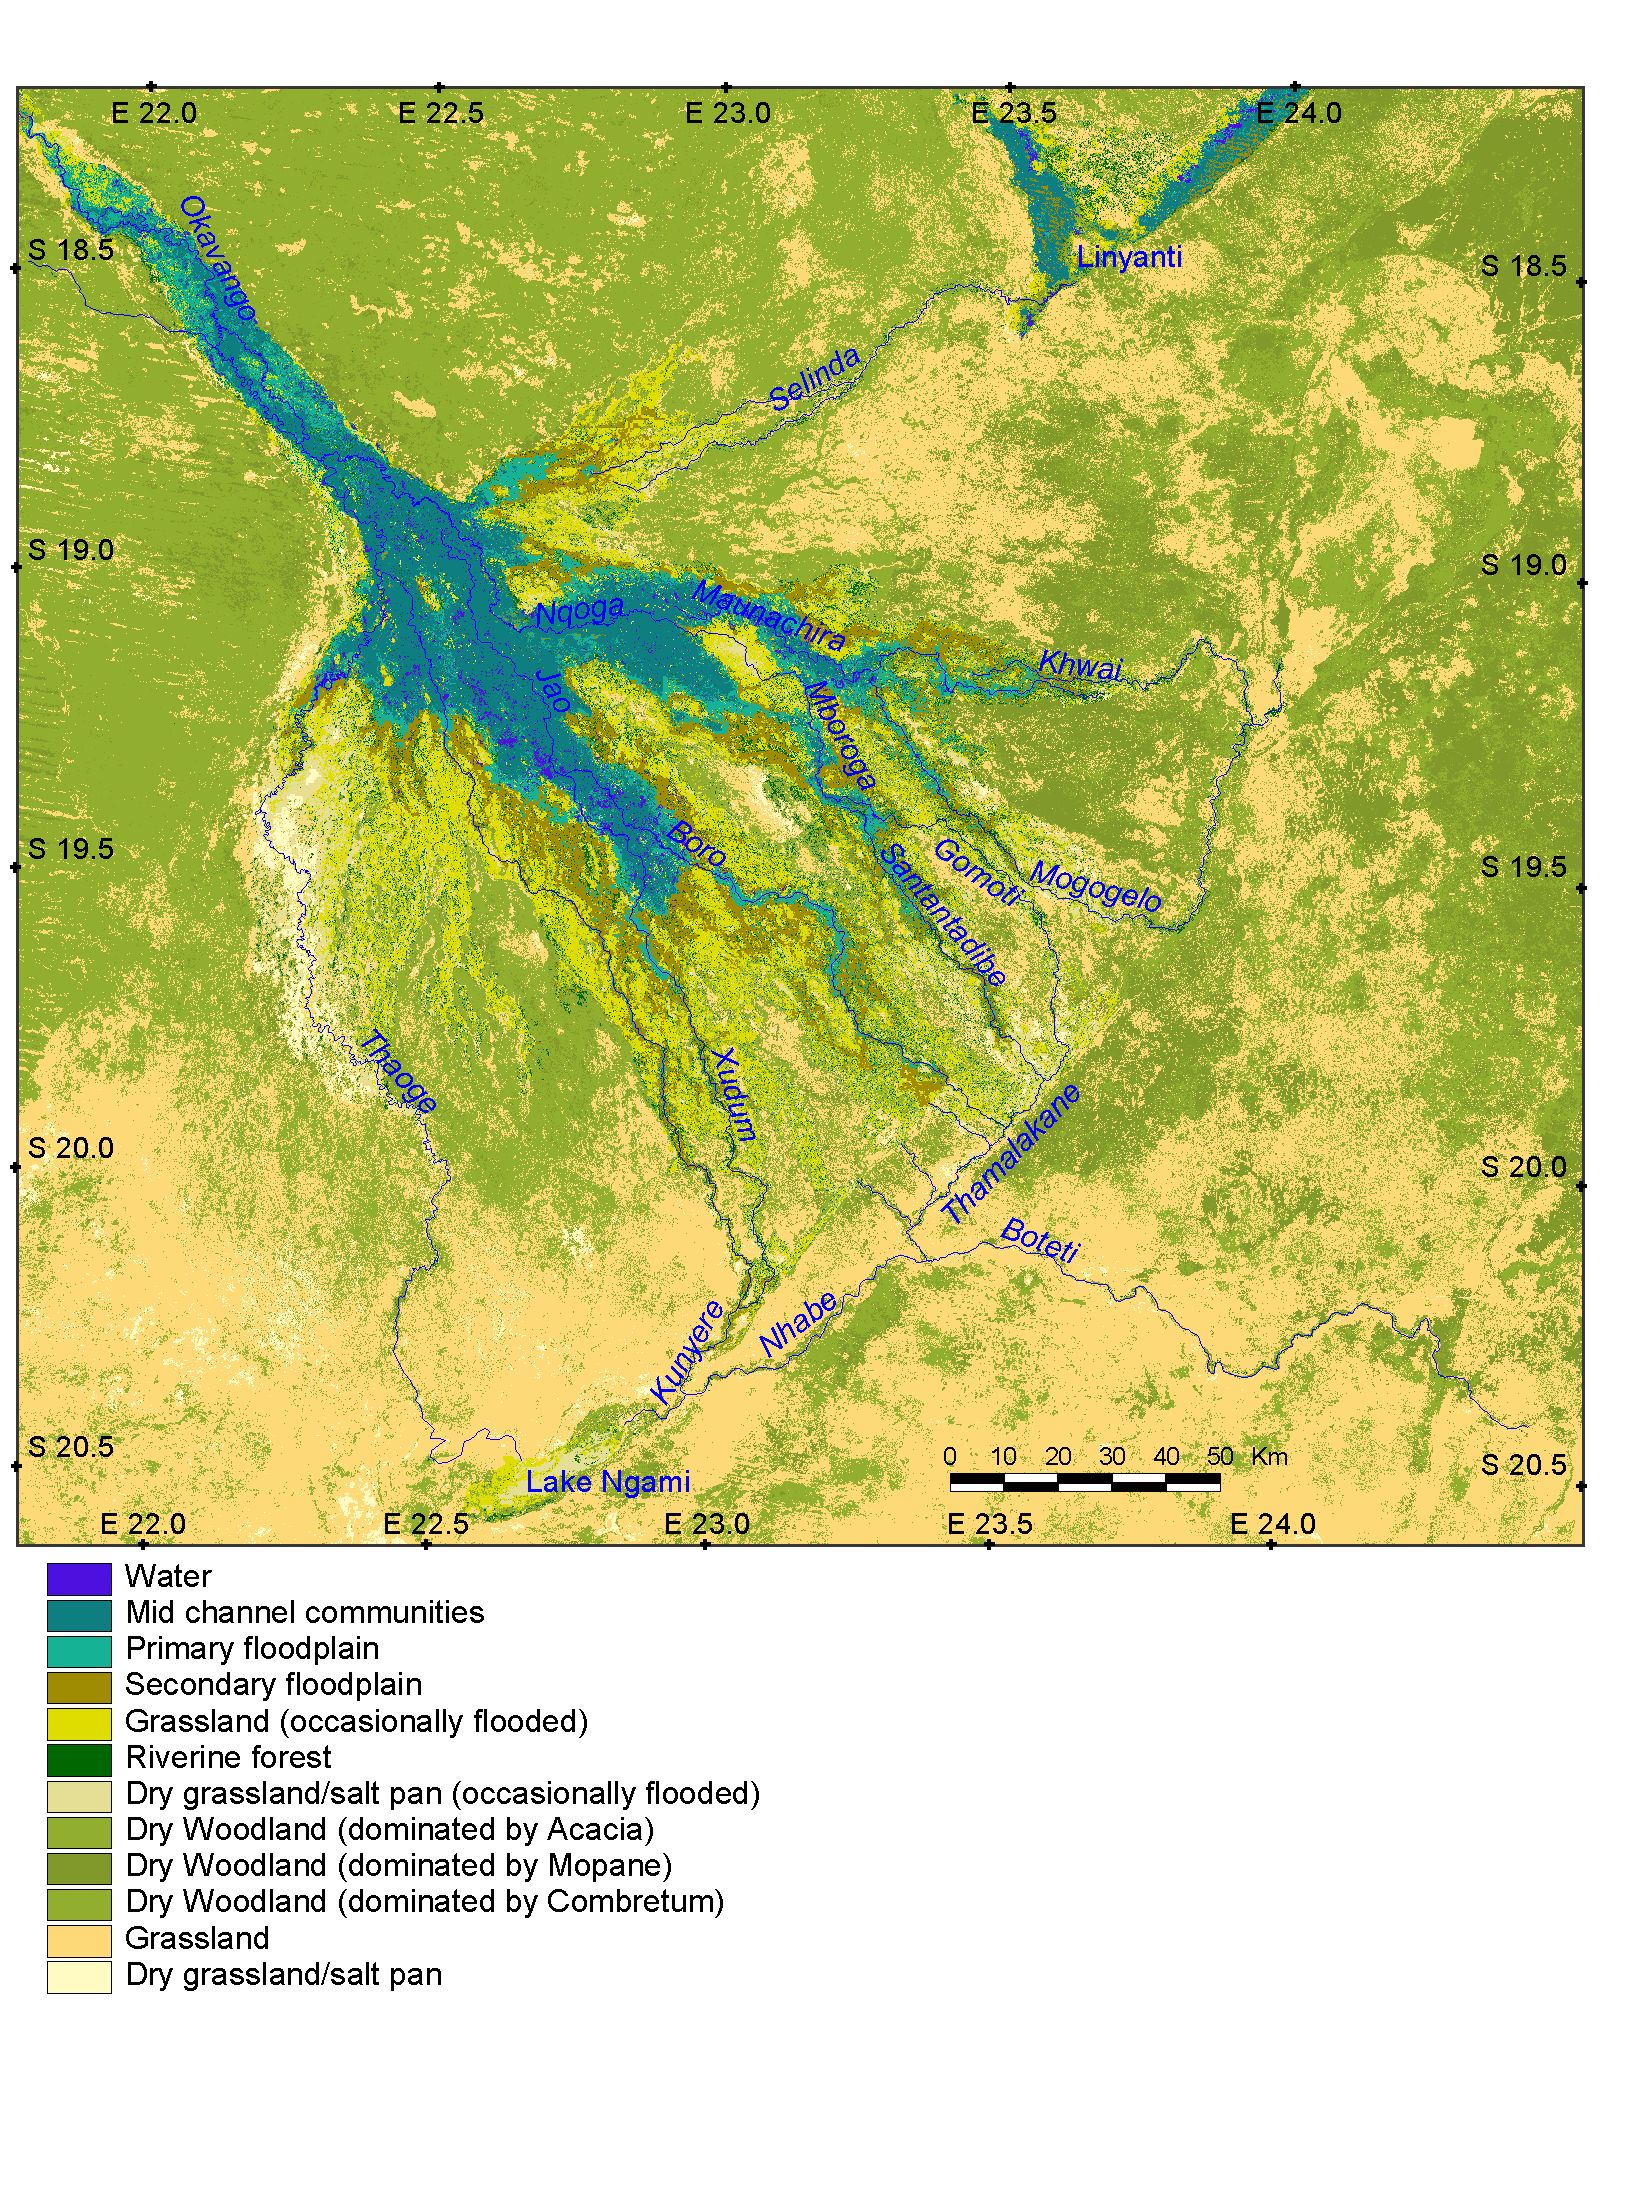 E 22.0
E 22.5
E 23.0
E 23.5
E 24.0
Okavango
S 18.5
Linyanti
S 18.5
Selinda
S 19.0
S 19.0
Nqoga
Maunachira
Khwai
Jao
Mboroga
S 19.5
Boro
Santantadibe
Gomoti
Mogogelo
S 19.5
Thaoge
Xudum
Thamalakane
S 20.0
S 20.0
Boteti
Kunyere
Nhabe
S 20.5
Lake Ngami
0 10 20 30 40 50 Km
S 20.5
E 22.0
E 22.5
E 23.0
E 23.5
E 24.0
Water
Mid channel communities
Primary floodplain
Secondary floodplain
Grassland (occasionally flooded)
Riverine forest
Dry grassland/salt pan (occasionally flooded)
Dry Woodland (dominated by Acacia)
Dry Woodland (dominated by Mopane)
Dry Woodland (dominated by Combretum)
Grassland
Dry grassland/salt pan